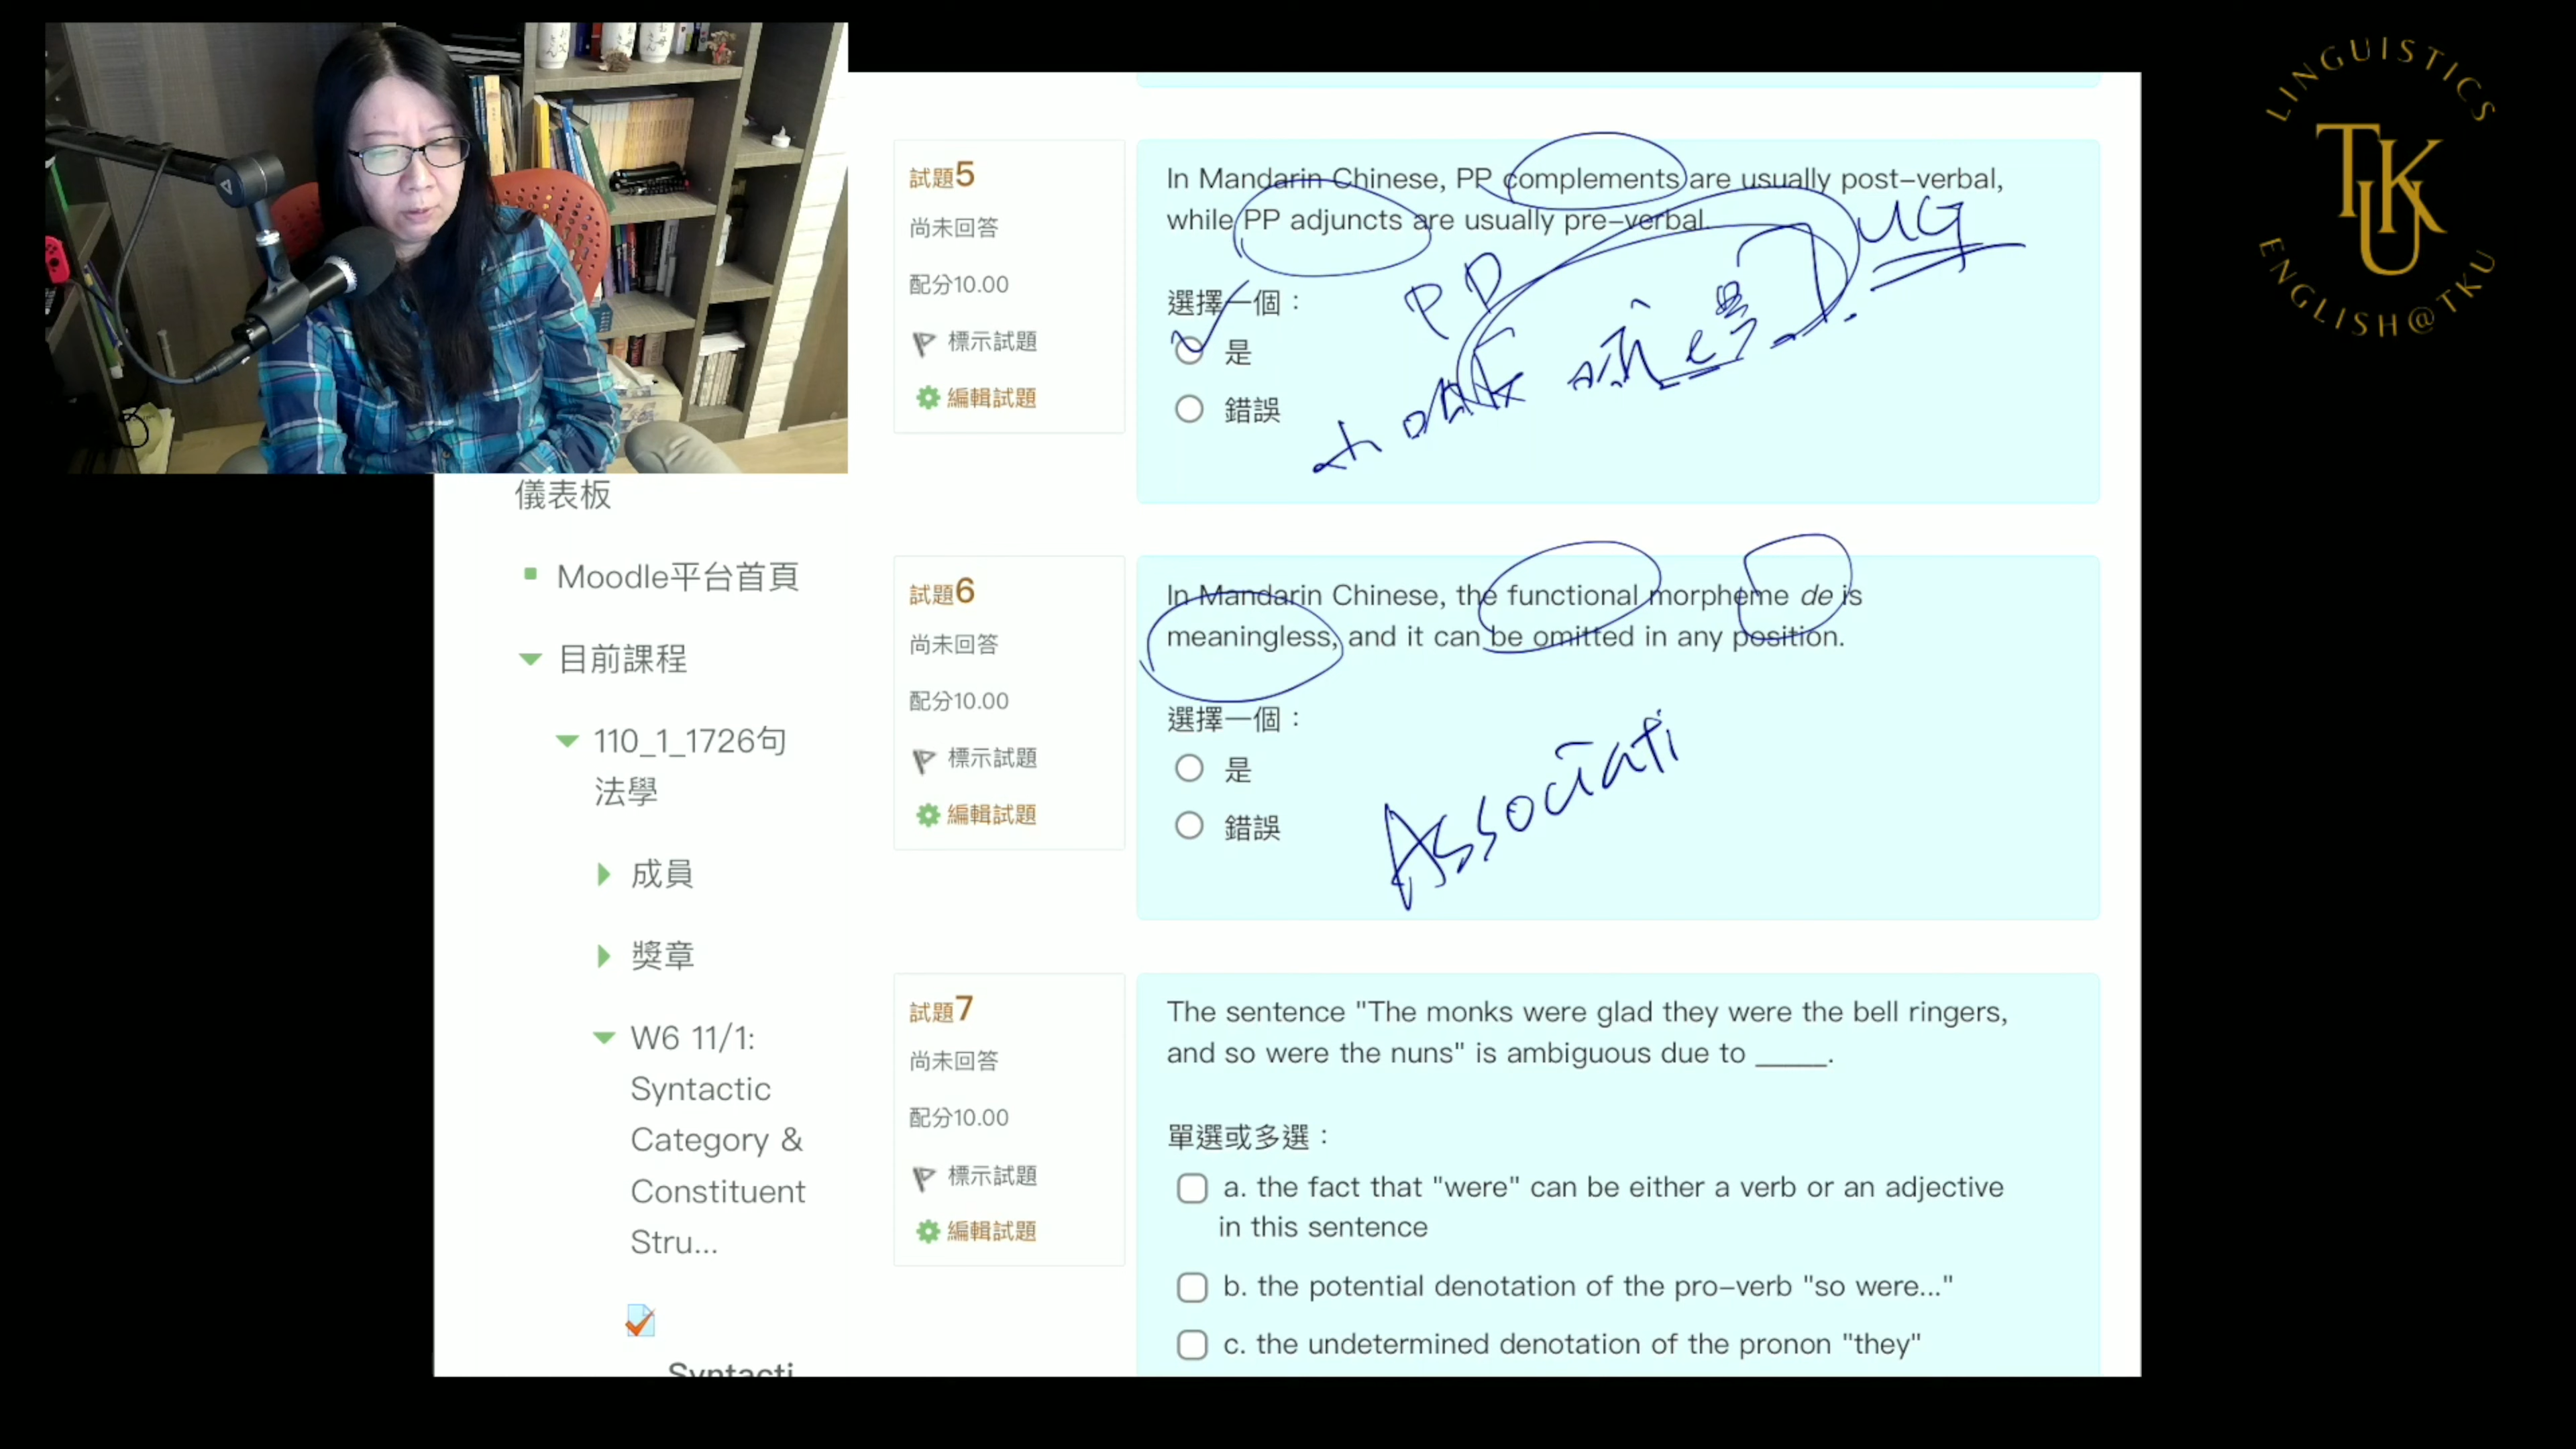 LINGUISTICS
TKU
ENGLISH@TKU
試題5
尚未回答
配分10.00
標示試題
編輯試題
In Mandarin Chinese, PP complements are usually post-verbal,
while PP adjuncts are usually pre-verbal.
UG
PP
選擇一個：
是
錯誤
儀表板
Moodle平台首頁
目前課程
110_1_1726句
法學
成員
獎章
W6 11/1:
Syntactic
Category &
Constituent
Stru...
Syntacti
試題6
尚未回答
配分10.00
標示試題
編輯試題
In Mandarin Chinese, the functional morpheme de is
meaningless, and it can be omitted in any position.
選擇一個：
是
錯誤
Associati
試題7
尚未回答
配分10.00
標示試題
編輯試題
The sentence "The monks were glad they were the bell ringers,
and so were the nuns" is ambiguous due to _____.
單選或多選：
a. the fact that "were" can be either a verb or an adjective
in this sentence
b. the potential denotation of the pro-verb "so were..."
c. the undetermined denotation of the pronon "they"